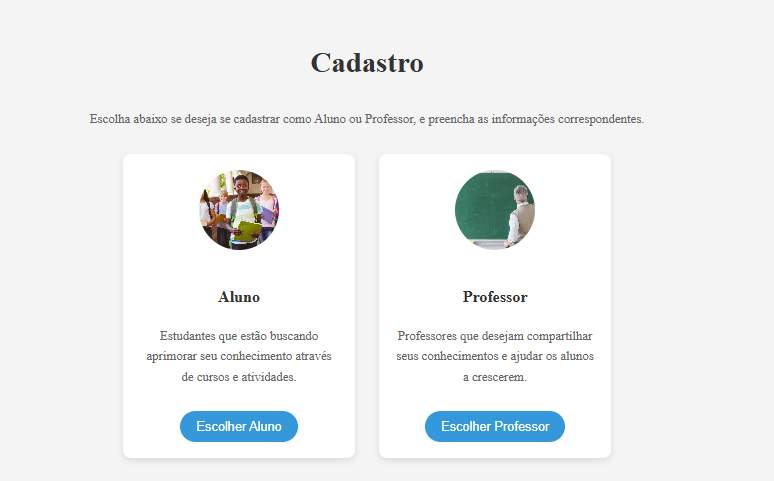 Cadastro
Escolha abaixo se deseja se cadastrar como Aluno ou Professor, e preencha as informações correspondentes.
Aluno
Estudantes que estão buscando
aprimorar seu conhecimento através
de cursos e atividades.
Escolher Aluno
Professor
Professores que desejam compartilhar
seus conhecimentos e ajudar os alunos
a crescerem.
Escolher Professor